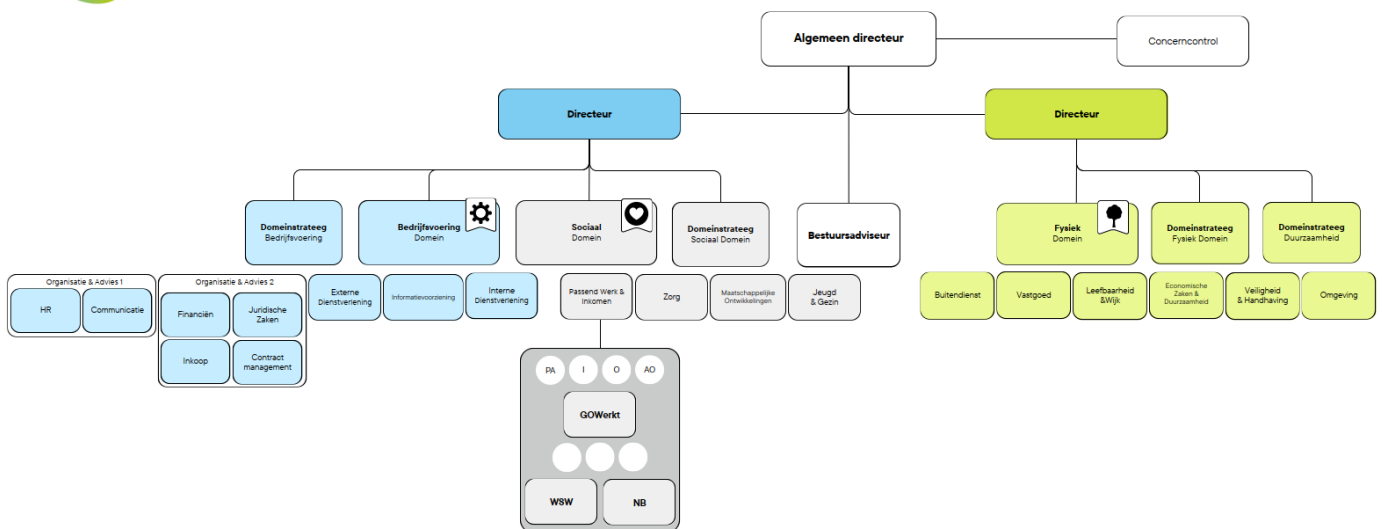 Algemeen directeur
Concerncontrol
Directeur
Directeur
Domeinstrateeg
Bedrijfsvoering
Bedrijfsvoering
Domein
Sociaal
Domein
Domeinstrateeg
Sociaal Domein
Bestuursadviseur
Fysiek
Domein
Domeinstrateeg
Fysiek Domein
Domeinstrateeg
Duurzaamheid
Organisatie & Advies 1
HR
Communicatie
Organisatie & Advies 2
Financiën
Juridische
Zaken
Inkoop
Contract
management
Externe
Dienstverlening
Informatievoorziening
Interne
Dienstverlening
Passend Werk &
Inkomen
Zorg
Maatschappelijke
Ontwikkelingen
Jeugd
& Gezin
Buitendienst
Vastgoed
Leefbaarheid
&Wijk
Economische
Zaken &
Duurzaamheid
Veiligheid
& Handhaving
Omgeving
PA
I
O
AO
GOWerkt
WSW
NB